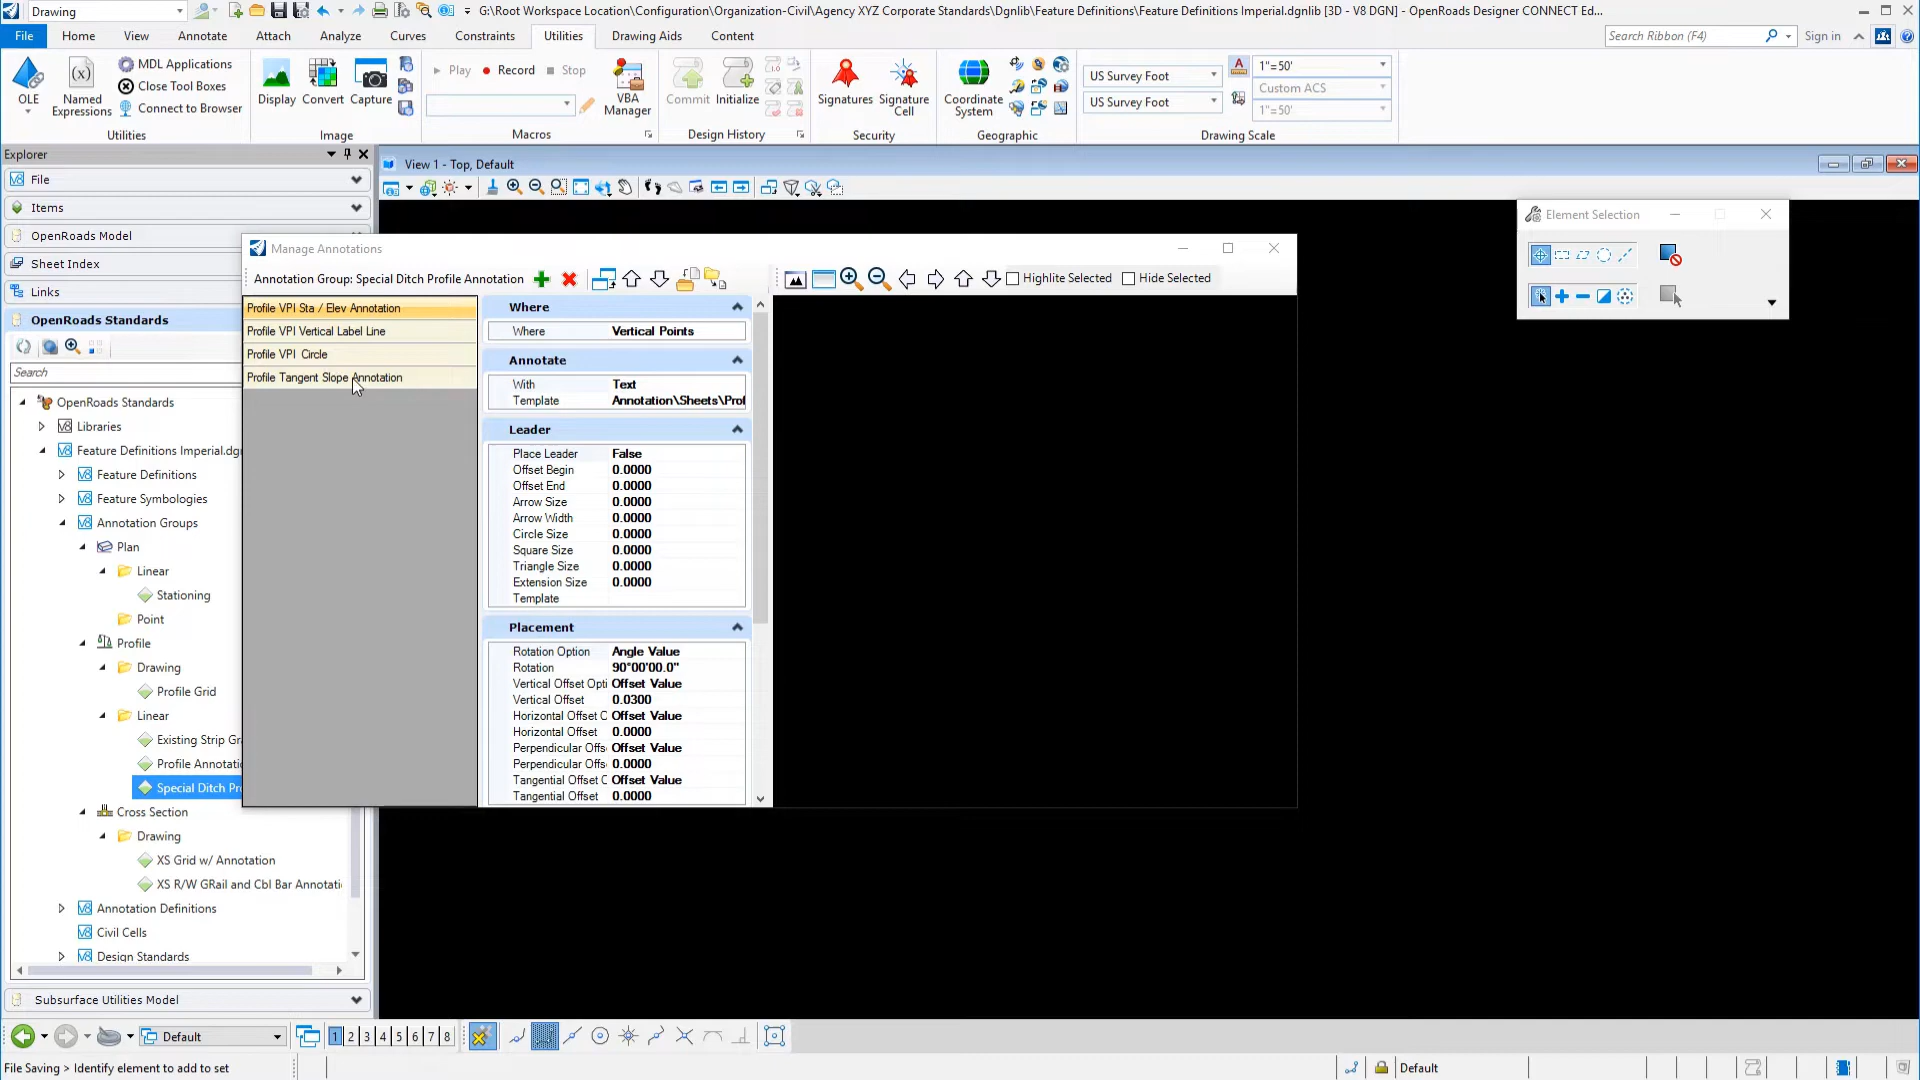 Drawing
G:\Root Workspace Location\Configuration\Organization-Civil\Agency XYZ Corporate Standards\Dgnlib\Feature Definitions\Feature Definitions Imperial.dgnlib [3D - V8 DGN] - OpenRoads Designer CONNECT Ed...
File Home View Annotate Attach Analyze Curves Constraints Utilities Drawing Aids Content
Search Ribbon (F4)
Sign in
OLE
Named Expressions
MDL Applications
Close Tool Boxes
Connect to Browser
Utilities
Display Convert Capture
Image
Play Record Stop
VBA Manager
Macros
Commit Initialize
Design History
Signatures Signature Cell
Security
Coordinate System
Geographic
US Survey Foot
US Survey Foot
1"=50'
Custom ACS
1"=50'
Drawing Scale
Explorer
File
Items
OpenRoads Model
Sheet Index
Links
OpenRoads Standards
Search
OpenRoads Standards
Libraries
Feature Definitions Imperial.dgn
Feature Definitions
Feature Symbologies
Annotation Groups
Plan
Linear
Stationing
Point
Profile
Drawing
Profile Grid
Linear
Existing Strip Gr
Profile Annotati
Special Ditch Pr
Cross Section
Drawing
XS Grid w/ Annotation
XS R/W GRail and Cbl Bar Annotati
Annotation Definitions
Civil Cells
Design Standards
Subsurface Utilities Model
View 1 - Top, Default
Manage Annotations
Annotation Group: Special Ditch Profile Annotation
Highlite Selected Hide Selected
Profile VPI Sta / Elev Annotation
Profile VPI Vertical Label Line
Profile VPI Circle
Profile Tangent Slope Annotation
Where
Where Vertical Points
Annotate
With Text
Template Annotation\Sheets\Prof
Leader
Place Leader False
Offset Begin 0.0000
Offset End 0.0000
Arrow Size 0.0000
Arrow Width 0.0000
Circle Size 0.0000
Square Size 0.0000
Triangle Size 0.0000
Extension Size 0.0000
Template
Placement
Rotation Option Angle Value
Rotation 90°00'00.0"
Vertical Offset Opti Offset Value
Vertical Offset 0.0300
Horizontal Offset O Offset Value
Horizontal Offset 0.0000
Perpendicular Offs Offset Value
Perpendicular Offs 0.0000
Tangential Offset O Offset Value
Tangential Offset 0.0000
Element Selection
Default
1 2 3 4 5 6 7 8
File Saving > Identify element to add to set
Default